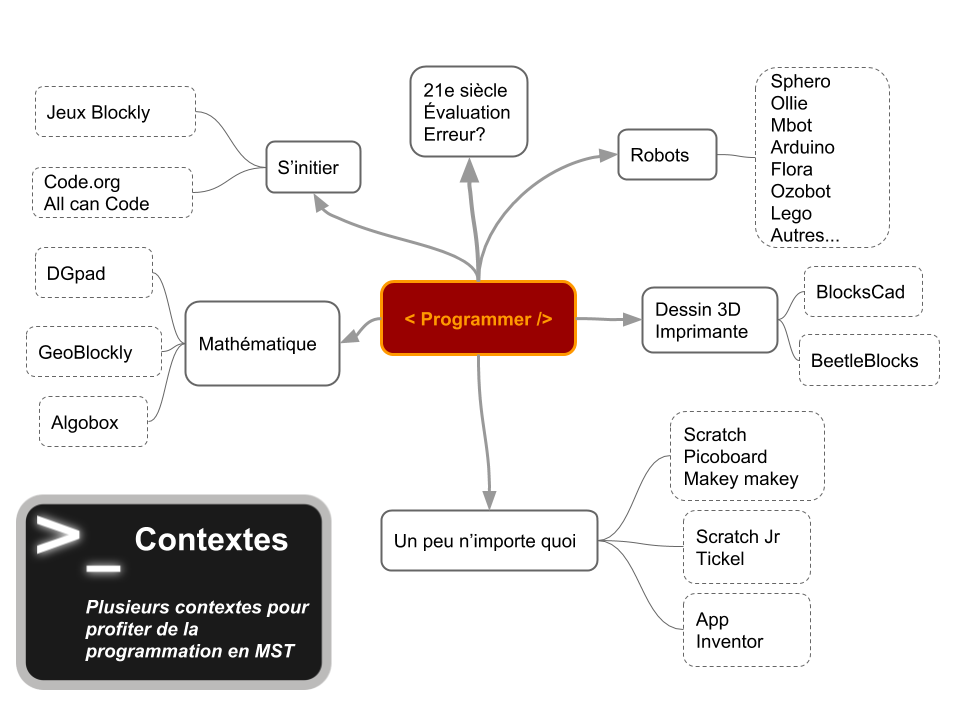 21e siècle
Évaluation
Erreur?
Jeux Blockly
Code.org
All can Code
S'initier
Robots
Sphero
Ollie
Mbot
Arduino
Flora
Ozobot
Lego
Autres...
DGpad
GeoBlockly
Algobox
Mathématique
< Programmer />
Dessin 3D
Imprimante
BlocksCad
BeetleBlocks
Un peu n'importe quoi
Scratch
Picoboard
Makey makey
Scratch Jr
Tickel
App
Inventor
>_ Contextes
Plusieurs contextes pour
profiter de la
programmation en MST